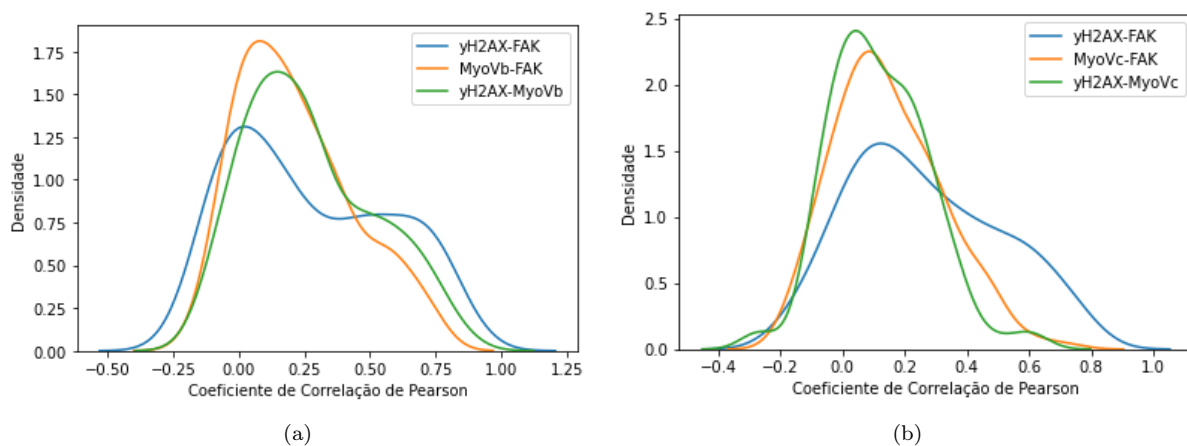 yH2AX-FAK
MyoVb-FAK
yH2AX-MyoVb
1.75
1.50
1.25
1.00
0.75
0.50
0.25
0.00
Densidade
−0.50 −0.25 0.00 0.25 0.50 0.75 1.00 1.25
Coeficiente de Correlação de Pearson
(a)
yH2AX-FAK
MyoVc-FAK
yH2AX-MyoVc
2.5
2.0
1.5
1.0
0.5
0.0
Densidade
−0.4 −0.2 0.0 0.2 0.4 0.6 0.8 1.0
Coeficiente de Correlação de Pearson
(b)